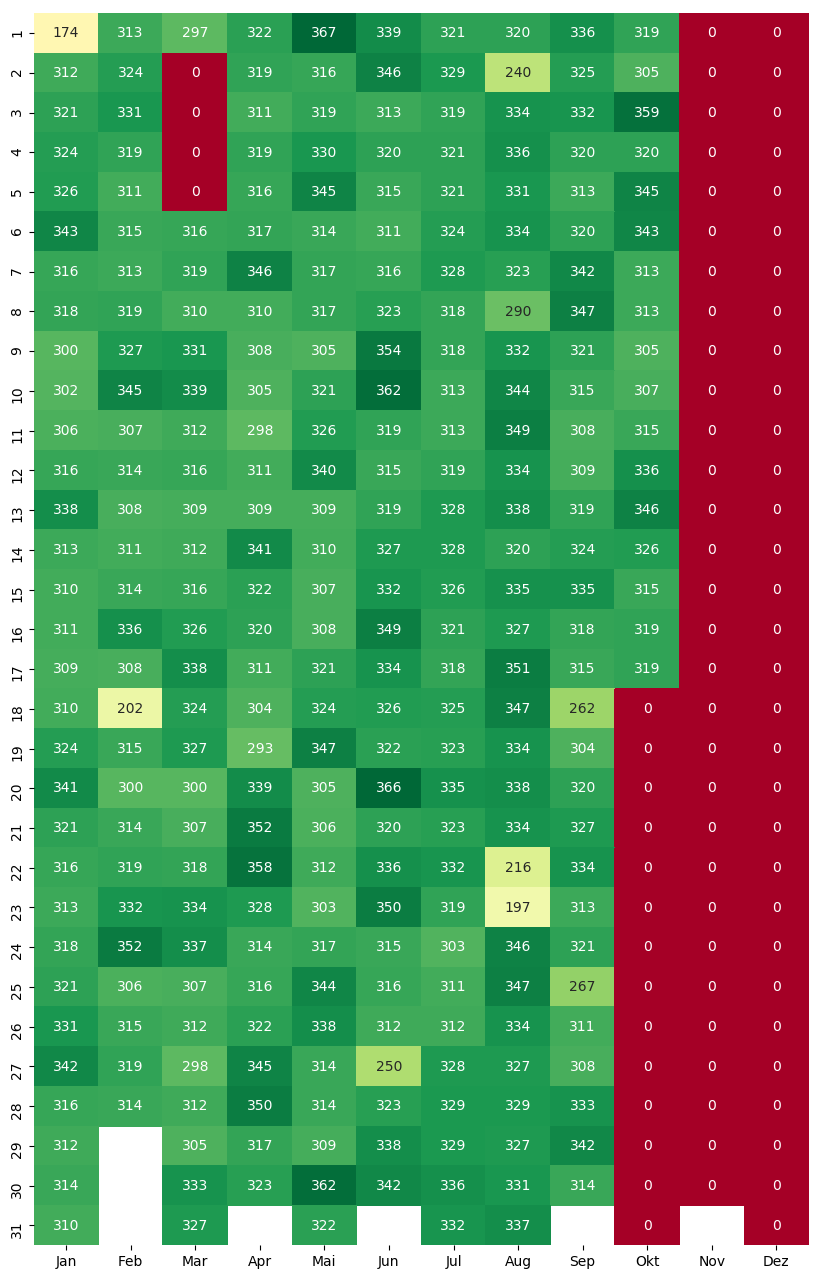 1 174 313 297 322 367 339 321 320 336 319 0 0
2 312 324 0 319 316 346 329 240 325 305 0 0
3 321 331 0 311 319 313 319 334 332 359 0 0
4 324 319 0 319 330 320 321 336 320 320 0 0
5 326 311 0 316 345 315 321 331 313 345 0 0
6 343 315 316 317 314 311 324 334 320 343 0 0
7 316 313 319 346 317 316 328 323 342 313 0 0
8 318 319 310 310 317 323 318 290 347 313 0 0
9 300 327 331 308 305 354 318 332 321 305 0 0
10 302 345 339 305 321 362 313 344 315 307 0 0
11 306 307 312 298 326 319 313 349 308 315 0 0
12 316 314 316 311 340 315 319 334 309 336 0 0
13 338 308 309 309 309 319 328 338 319 346 0 0
14 313 311 312 341 310 327 328 320 324 326 0 0
15 310 314 316 322 307 332 326 335 335 315 0 0
16 311 336 326 320 308 349 321 327 318 319 0 0
17 309 308 338 311 321 334 318 351 315 319 0 0
18 310 202 324 304 324 326 325 347 262 0 0 0
19 324 315 327 293 347 322 323 334 304 0 0 0
20 341 300 300 339 305 366 335 338 320 0 0 0
21 321 314 307 352 306 320 323 334 327 0 0 0
22 316 319 318 358 312 336 332 216 334 0 0 0
23 313 332 334 328 303 350 319 197 313 0 0 0
24 318 352 337 314 317 315 303 346 321 0 0 0
25 321 306 307 316 344 316 311 347 267 0 0 0
26 331 315 312 322 338 312 312 334 311 0 0 0
27 342 319 298 345 314 250 328 327 308 0 0 0
28 316 314 312 350 314 323 329 329 333 0 0 0
29 312 305 317 309 338 329 327 342 0 0 0
30 314 333 323 362 342 336 331 314 0 0 0
31 310 327 322 332 337 0 0
Jan Feb Mar Apr Mai Jun Jul Aug Sep Okt Nov Dez